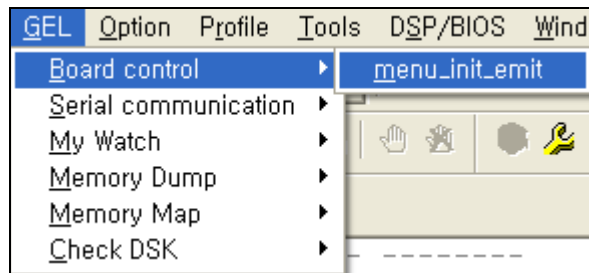 GEL Option Profile Tools DSP/BIOS Wind
Board control menu_init_emit
Serial communication
My Watch
Memory Dump
Memory Map
Check DSK